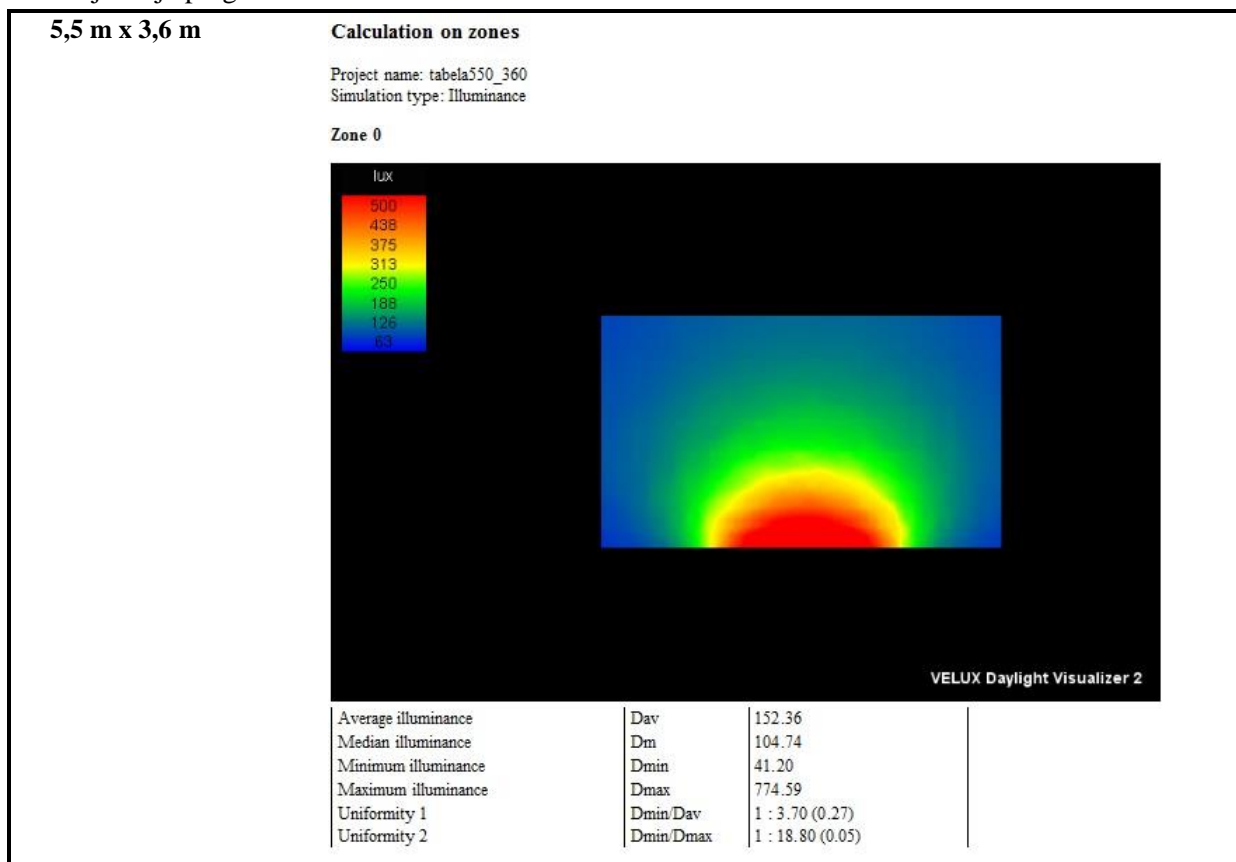 5,5 m x 3,6 m
Calculation on zones
Project name: tabela550_360
Simulation type: Illuminance
Zone 0
lux
500
438
375
313
250
188
126
63
VELUX Daylight Visualizer 2
Average illuminance Dav 152.36
Median illuminance Dm 104.74
Minimum illuminance Dmin 41.20
Maximum illuminance Dmax 774.59
Uniformity 1 Dmin/Dav 1 : 3.70 (0.27)
Uniformity 2 Dmin/Dmax 1 : 18.80 (0.05)